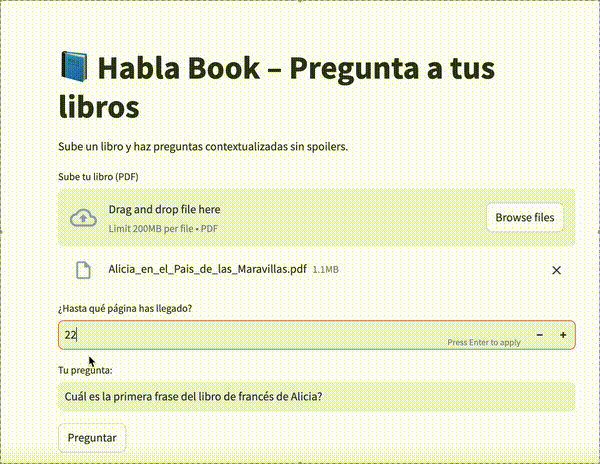 📘 Habla Book – Pregunta a tus
libros
Sube un libro y haz preguntas contextualizadas sin spoilers.
Sube tu libro (PDF)
Drag and drop file here
Limit 200MB per file • PDF
Browse files
Alicia_en_el_Pais_de_las_Maravillas.pdf 1.1MB
¿Hasta qué página has llegado?
22
Press Enter to apply
Tu pregunta:
Cuál es la primera frase del libro de francés de Alicia?
Preguntar